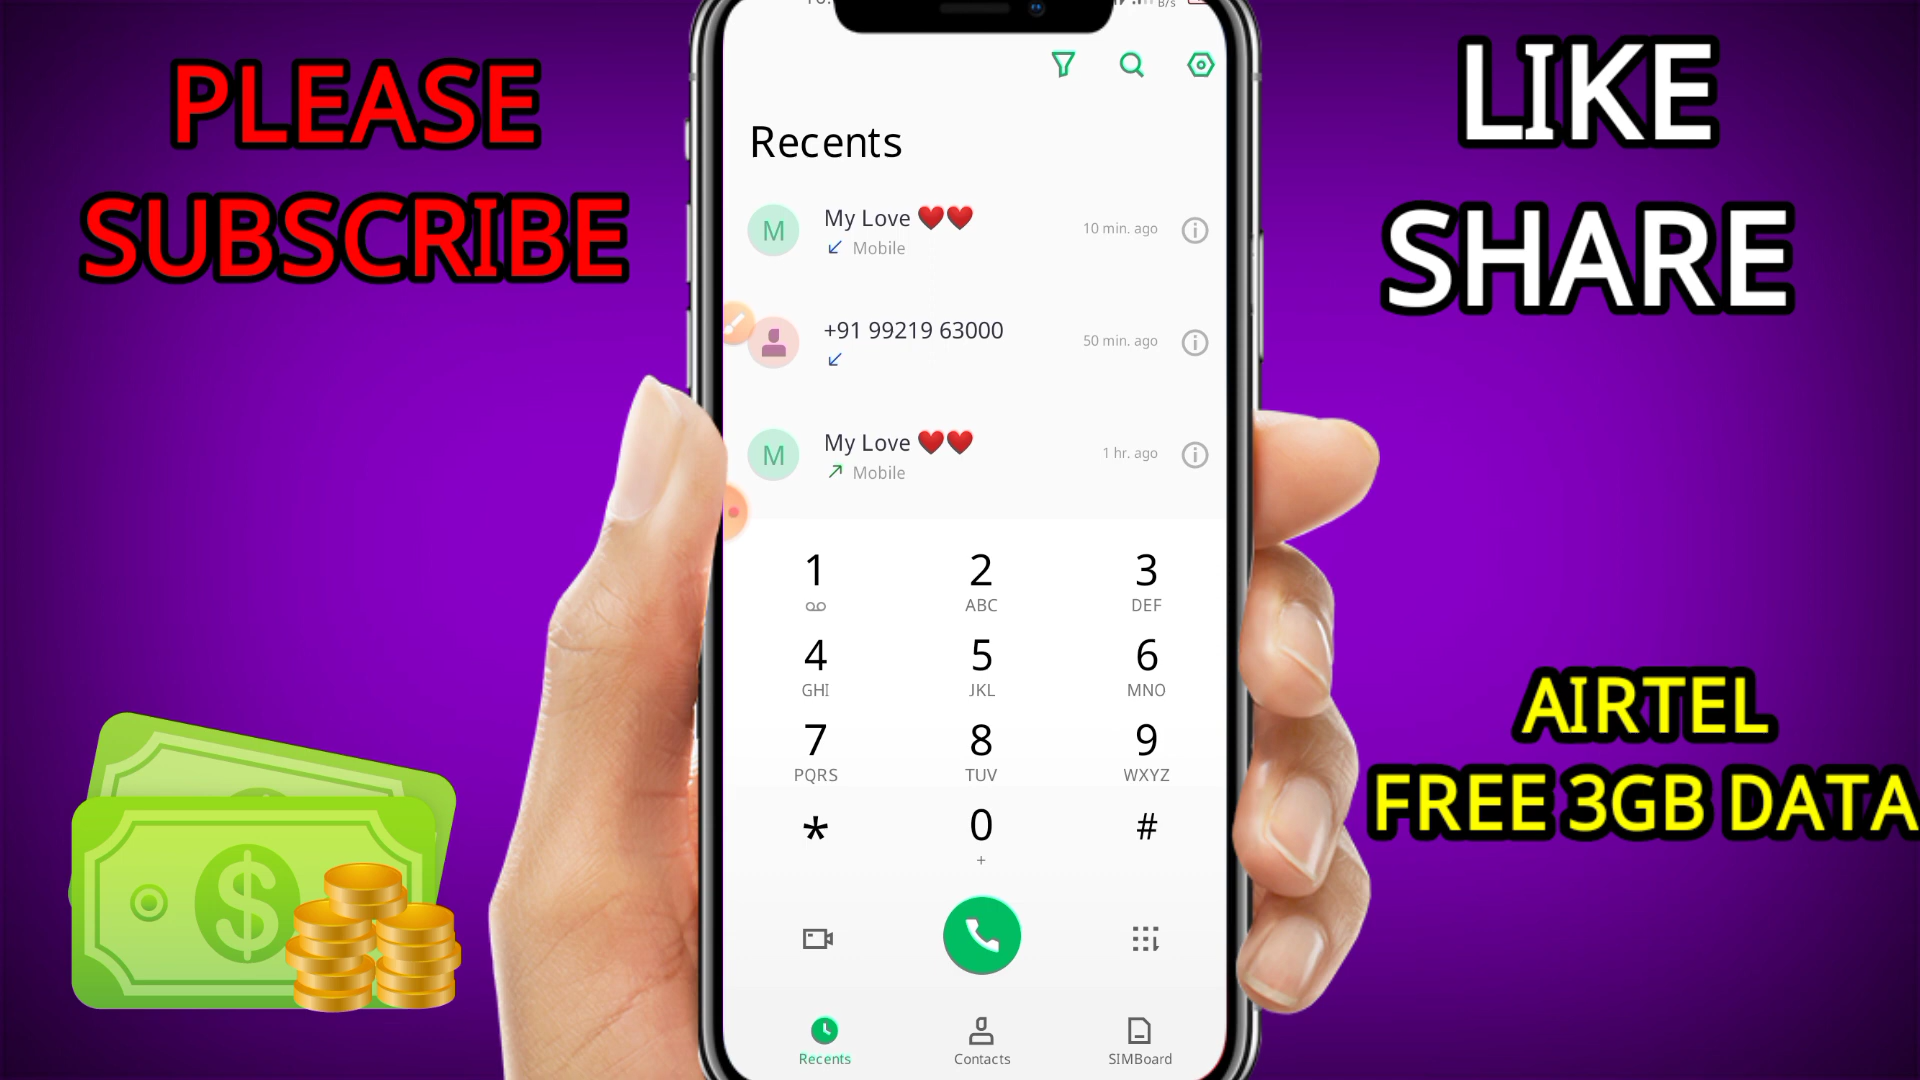 PLEASE
SUBSCRIBE
LIKE
SHARE
B/s
Recents
M
My Love ❤️❤️
Mobile
10 min. ago
+91 99219 63000
50 min. ago
M
My Love ❤️❤️
Mobile
1 hr. ago
1 2 3
ABC DEF
4 5 6
GHI JKL MNO
7 8 9
PQRS TUV WXYZ
* 0 #
+
Recents Contacts SIMBoard
AIRTEL
FREE 3GB DATA
$